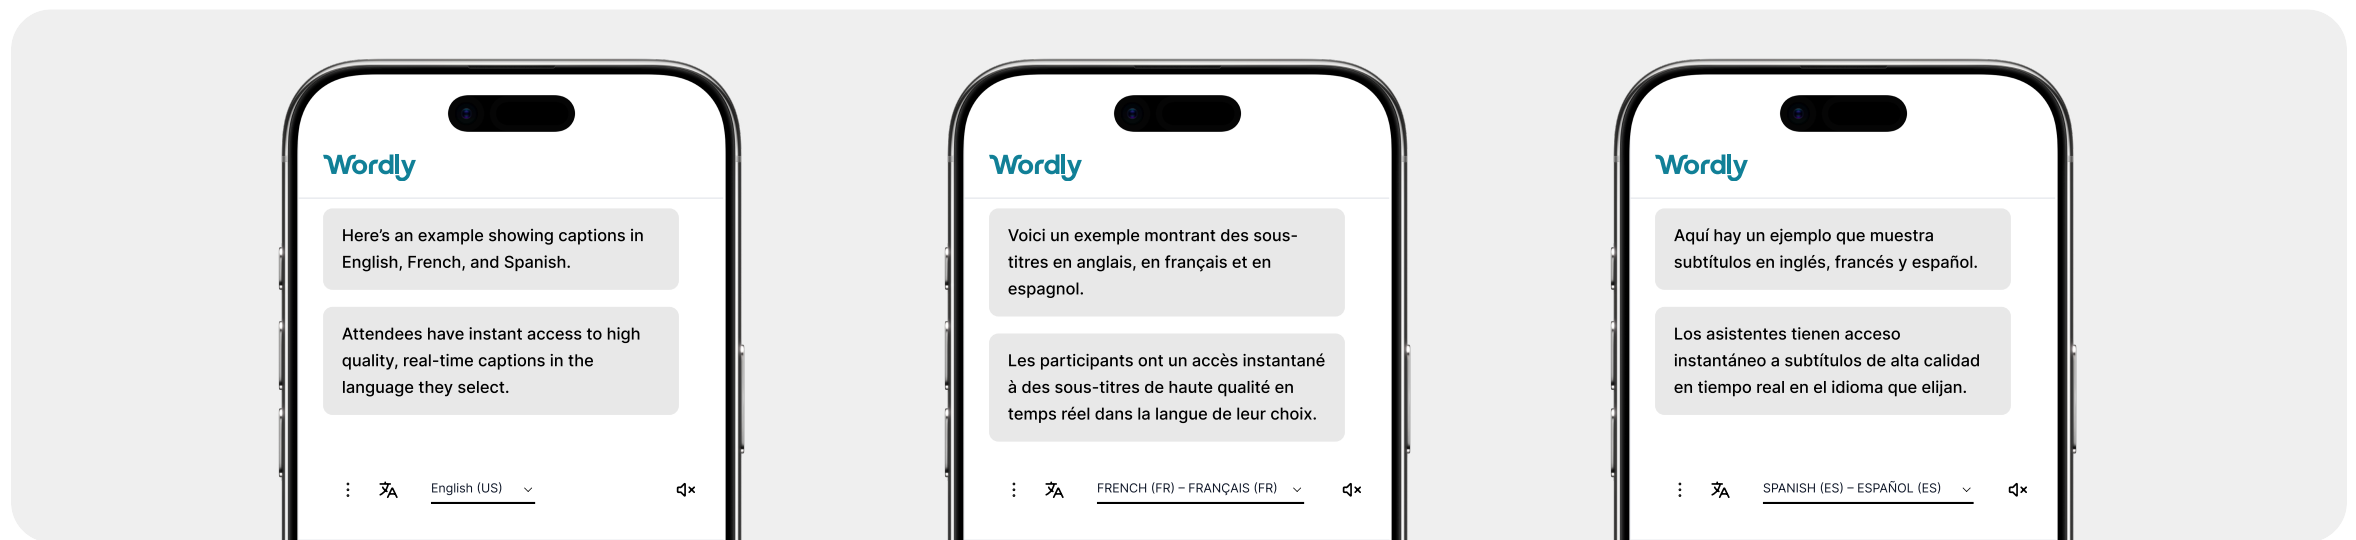 Wordly
Here’s an example showing captions in
English, French, and Spanish.
Attendees have instant access to high
quality, real-time captions in the
language they select.
English (US)
Wordly
Voici un exemple montrant des sous-
titres en anglais, en français et en
espagnol.
Les participants ont un accès instantané
à des sous-titres de haute qualité en
temps réel dans la langue de leur choix.
FRENCH (FR) – FRANÇAIS (FR)
Wordly
Aquí hay un ejemplo que muestra
subtítulos en inglés, francés y español.
Los asistentes tienen acceso
instantáneo a subtítulos de alta calidad
en tiempo real en el idioma que elijan.
SPANISH (ES) – ESPAÑOL (ES)